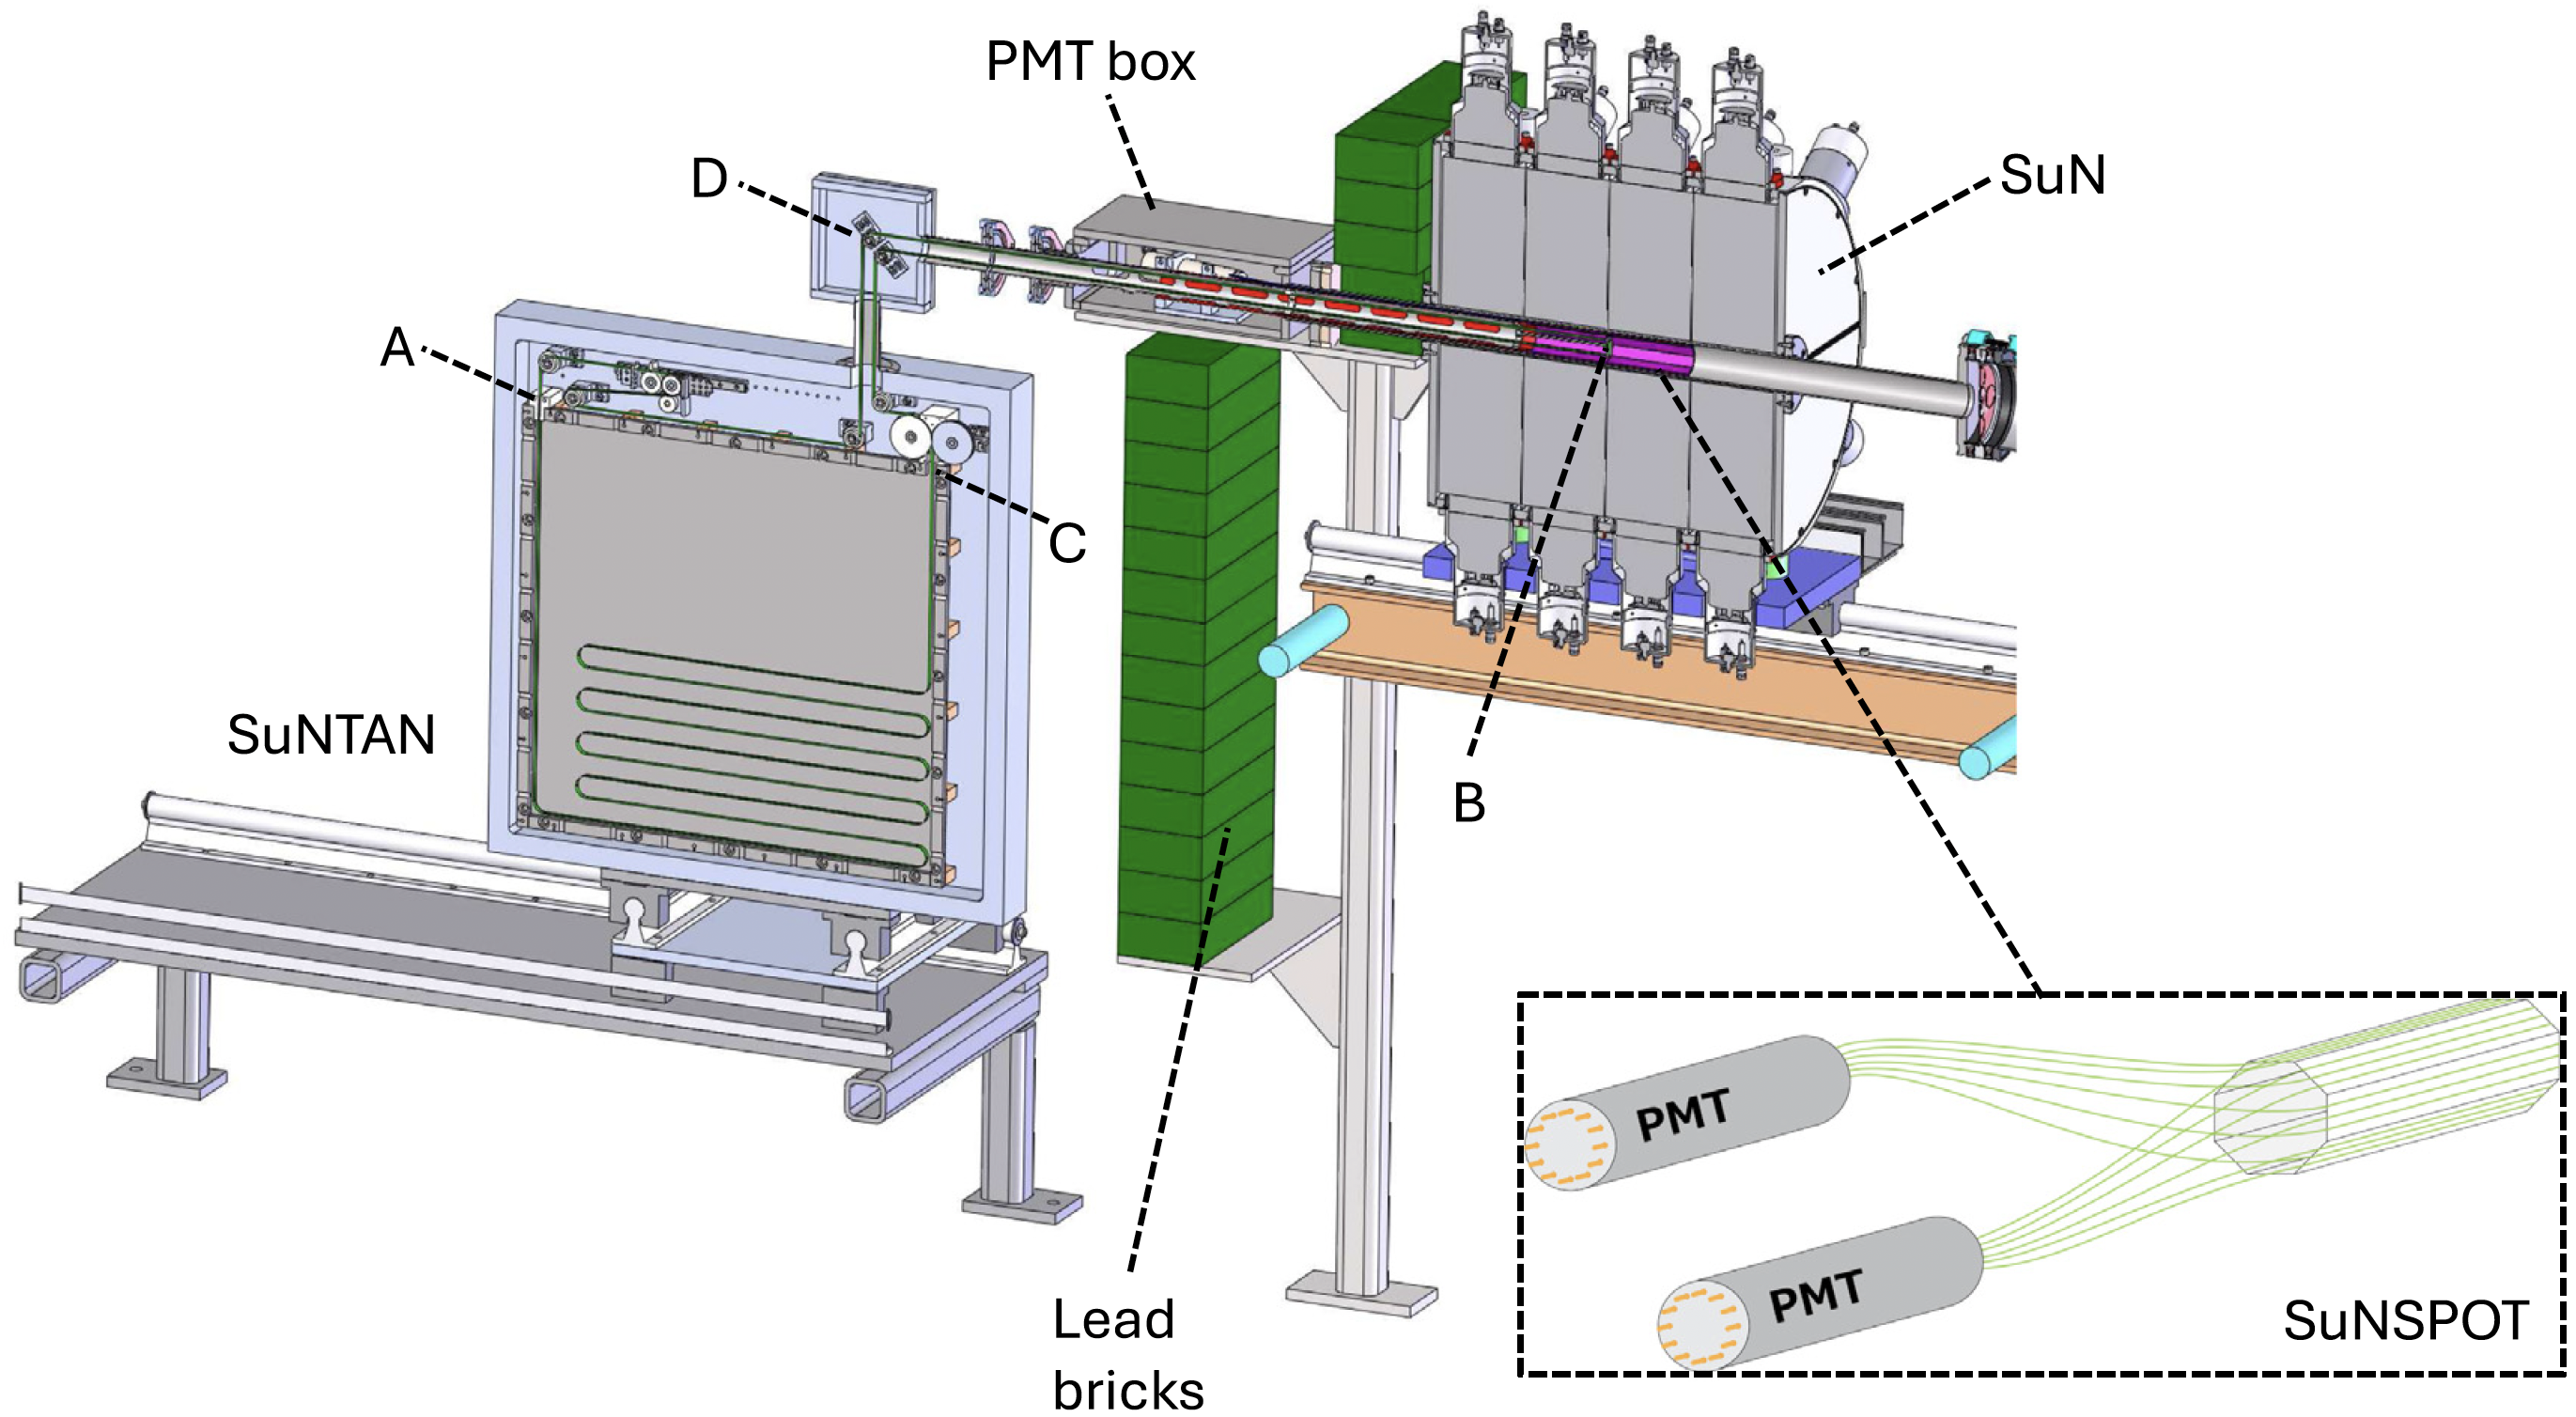 PMT box
D
SuN
A
C
SuNTAN
B
PMT
PMT
SuNSPOT
Lead
bricks